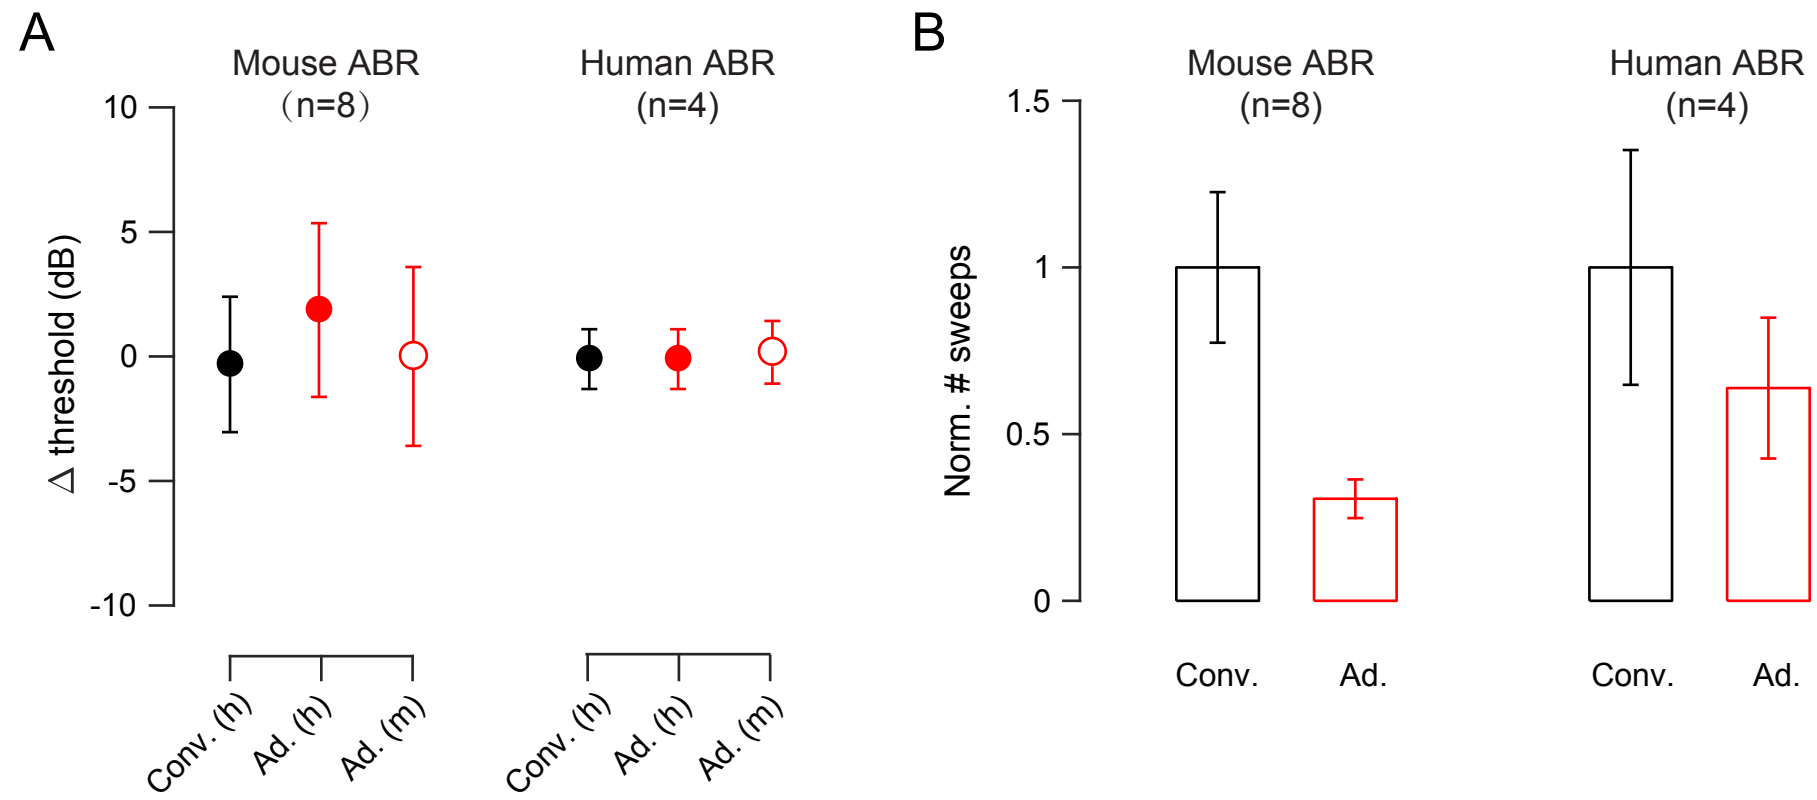 A
Mouse ABR
（n=8）
Human ABR
(n=4)
10
5
0
-5
-10
Δ threshold (dB)
Conv. (h)
Ad. (h)
Ad. (m)
Conv. (h)
Ad. (h)
Ad. (m)
B
Mouse ABR
(n=8)
Human ABR
(n=4)
1.5
1
0.5
0
Norm. # sweeps
Conv.
Ad.
Conv.
Ad.